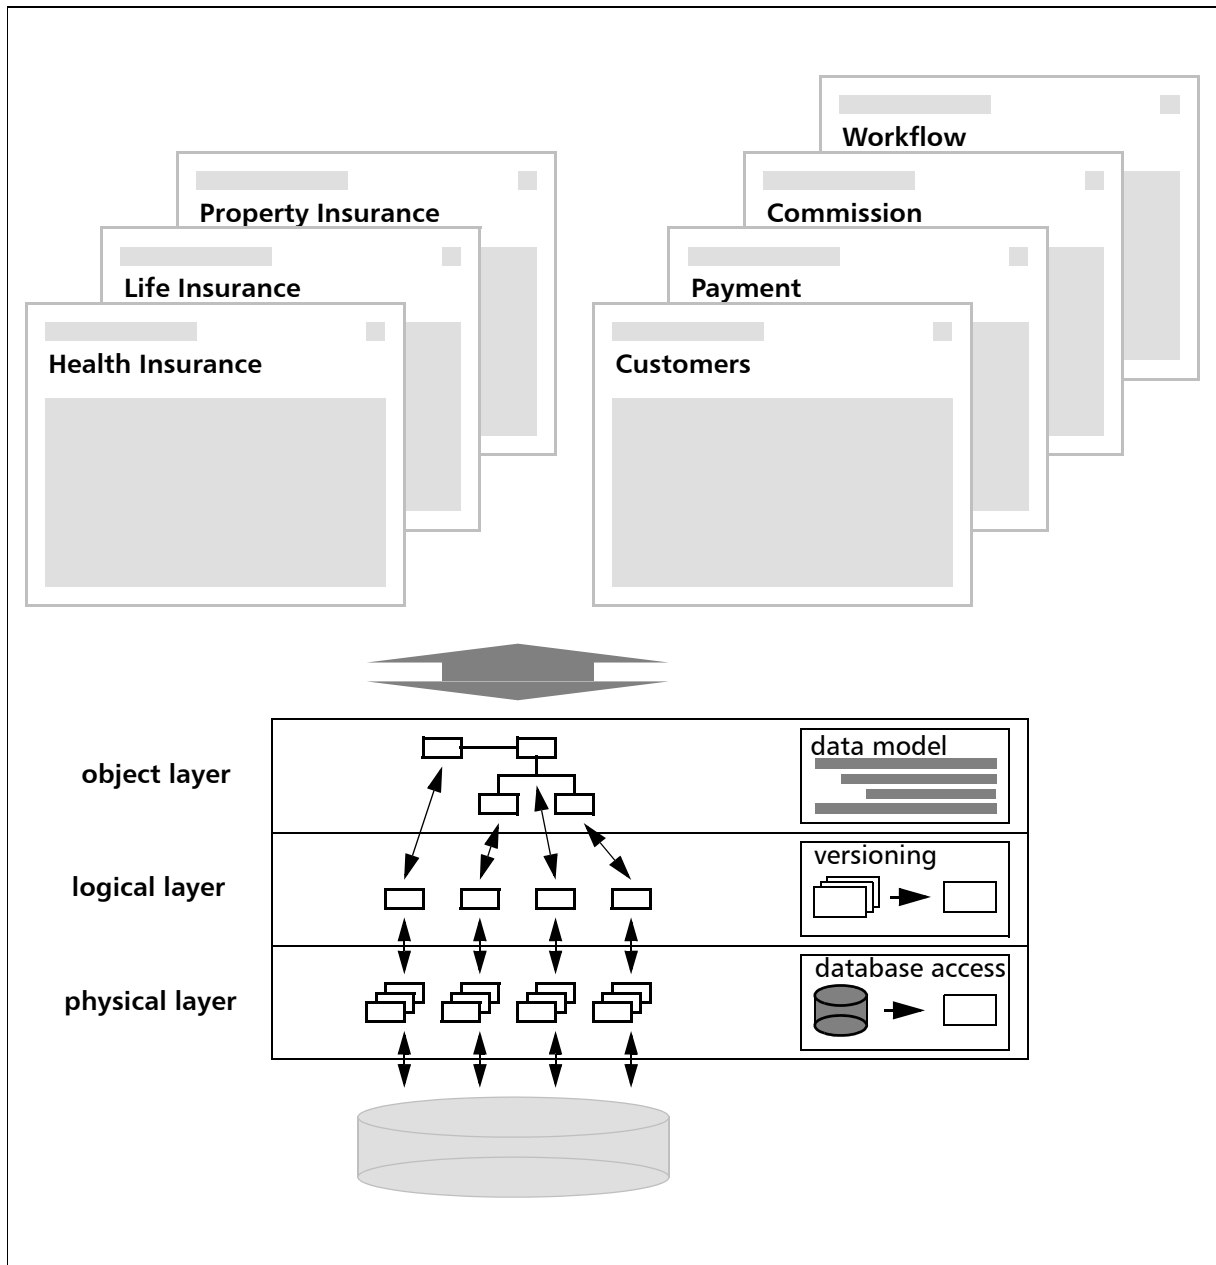 Workflow
Property Insurance
Commission
Life Insurance
Payment
Health Insurance
Customers
object layer
data model
logical layer
versioning
physical layer
database access